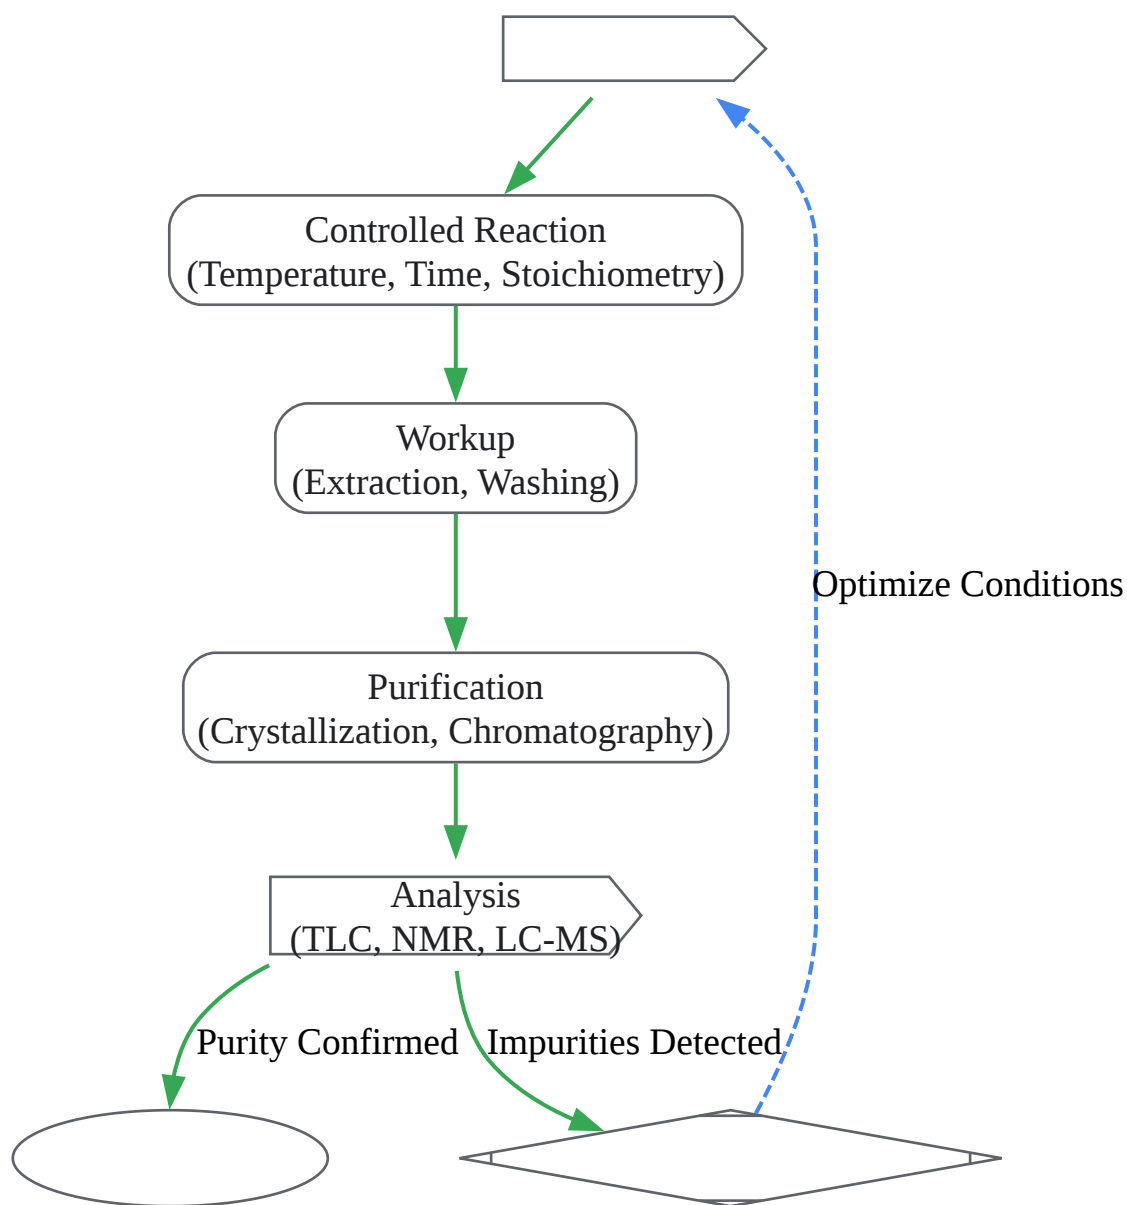 Controlled Reaction
(Temperature, Time, Stoichiometry)
Workup
(Extraction, Washing)
Optimize Conditions
Purification
(Crystallization, Chromatography)
Analysis
(TLC, NMR, LC-MS)
Purity Confirmed
Impurities Detected